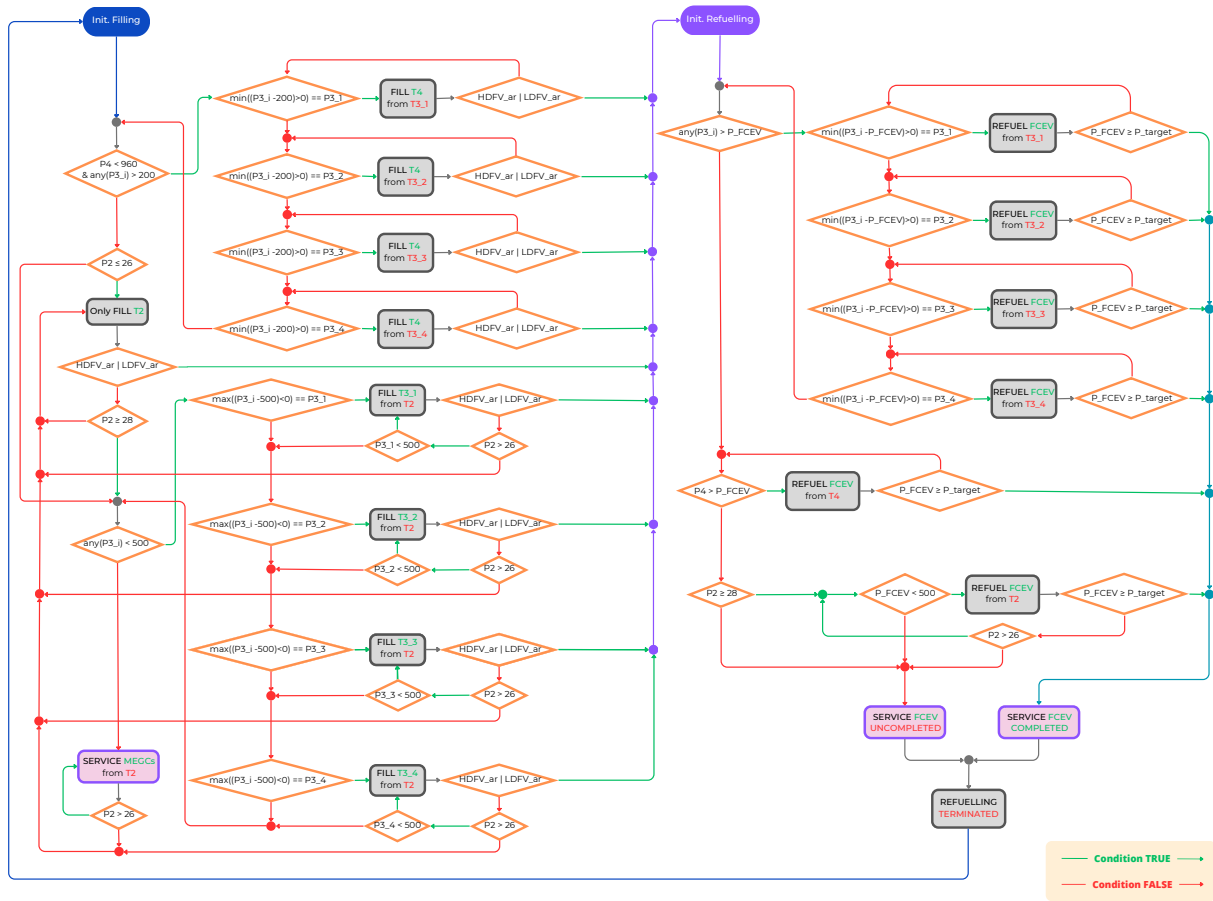 Init. Filling
P4 < 960
& any(P3_i) > 200
P2 ≤ 26
Only FILL T2
HDFV_ar | LDFV_ar
P2 ≥ 28
any(P3_i) < 500
SERVICE MEGCs
from T2
P2 > 26
min((P3_i -200)>0) == P3_1
FILL T4
from T3_1
HDFV_ar | LDFV_ar
min((P3_i -200)>0) == P3_2
FILL T4
from T3_2
HDFV_ar | LDFV_ar
min((P3_i -200)>0) == P3_3
FILL T4
from T3_3
HDFV_ar | LDFV_ar
min((P3_i -200)>0) == P3_4
FILL T4
from T3_4
HDFV_ar | LDFV_ar
max((P3_i -500)<0) == P3_1
FILL T3_1
from T2
HDFV_ar | LDFV_ar
P3_1 < 500
P2 > 26
max((P3_i -500)<0) == P3_2
FILL T3_2
from T2
HDFV_ar | LDFV_ar
P3_2 < 500
P2 > 26
max((P3_i -500)<0) == P3_3
FILL T3_3
from T2
HDFV_ar | LDFV_ar
P3_3 < 500
P2 > 26
max((P3_i -500)<0) == P3_4
FILL T3_4
from T2
HDFV_ar | LDFV_ar
P3_4 < 500
P2 > 26
Init. Refuelling
any(P3_i) > P_FCEV
min((P3_i -P_FCEV)>0) == P3_1
REFUEL FCEV
from T3_1
P_FCEV ≥ P_target
min((P3_i -P_FCEV)>0) == P3_2
REFUEL FCEV
from T3_2
P_FCEV ≥ P_target
min((P3_i -P_FCEV)>0) == P3_3
REFUEL FCEV
from T3_3
P_FCEV ≥ P_target
min((P3_i -P_FCEV)>0) == P3_4
REFUEL FCEV
from T3_4
P_FCEV ≥ P_target
P4 > P_FCEV
REFUEL FCEV
from T4
P_FCEV ≥ P_target
P2 ≥ 28
P_FCEV < 500
REFUEL FCEV
from T2
P_FCEV ≥ P_target
P2 > 26
SERVICE FCEV
UNCOMPLETED
SERVICE FCEV
COMPLETED
REFUELLING
TERMINATED
Condition TRUE
Condition FALSE